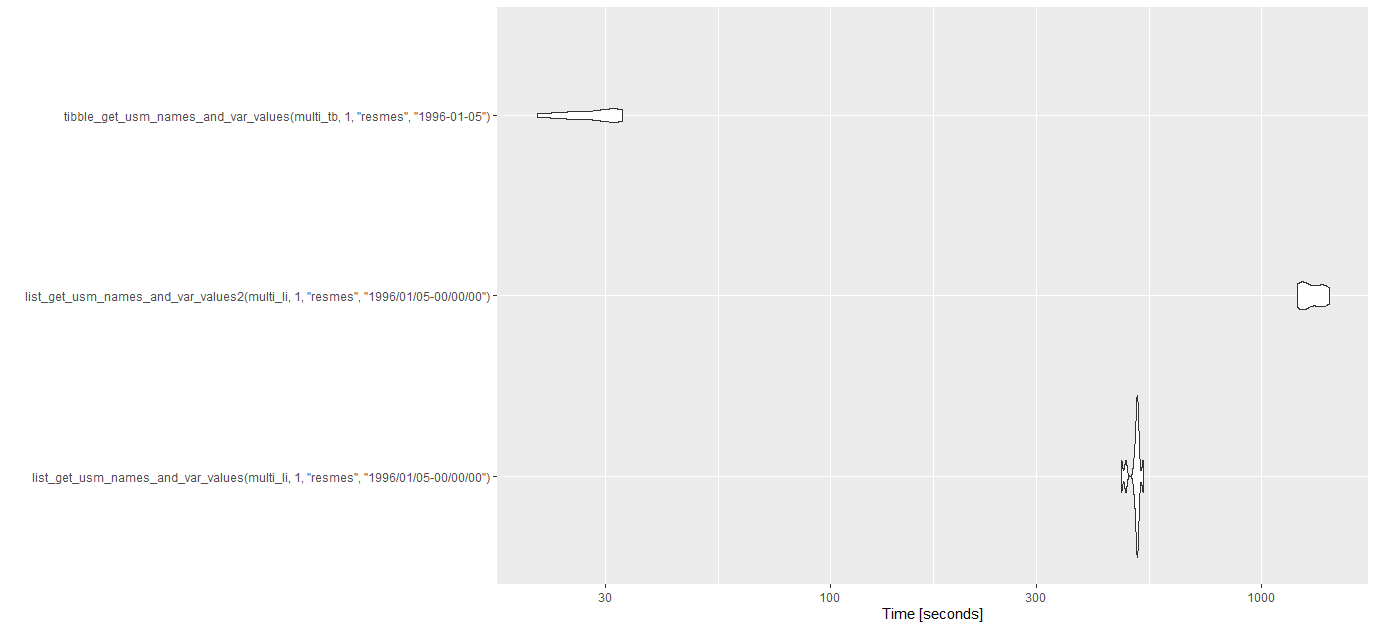 tibble_get_usm_names_and_var_values(multi_tb, 1, "resmes", "1996-01-05")
list_get_usm_names_and_var_values2(multi_li, 1, "resmes", "1996/01/05-00/00/00")
list_get_usm_names_and_var_values(multi_li, 1, "resmes", "1996/01/05-00/00/00")
30 100 300 1000
Time [seconds]